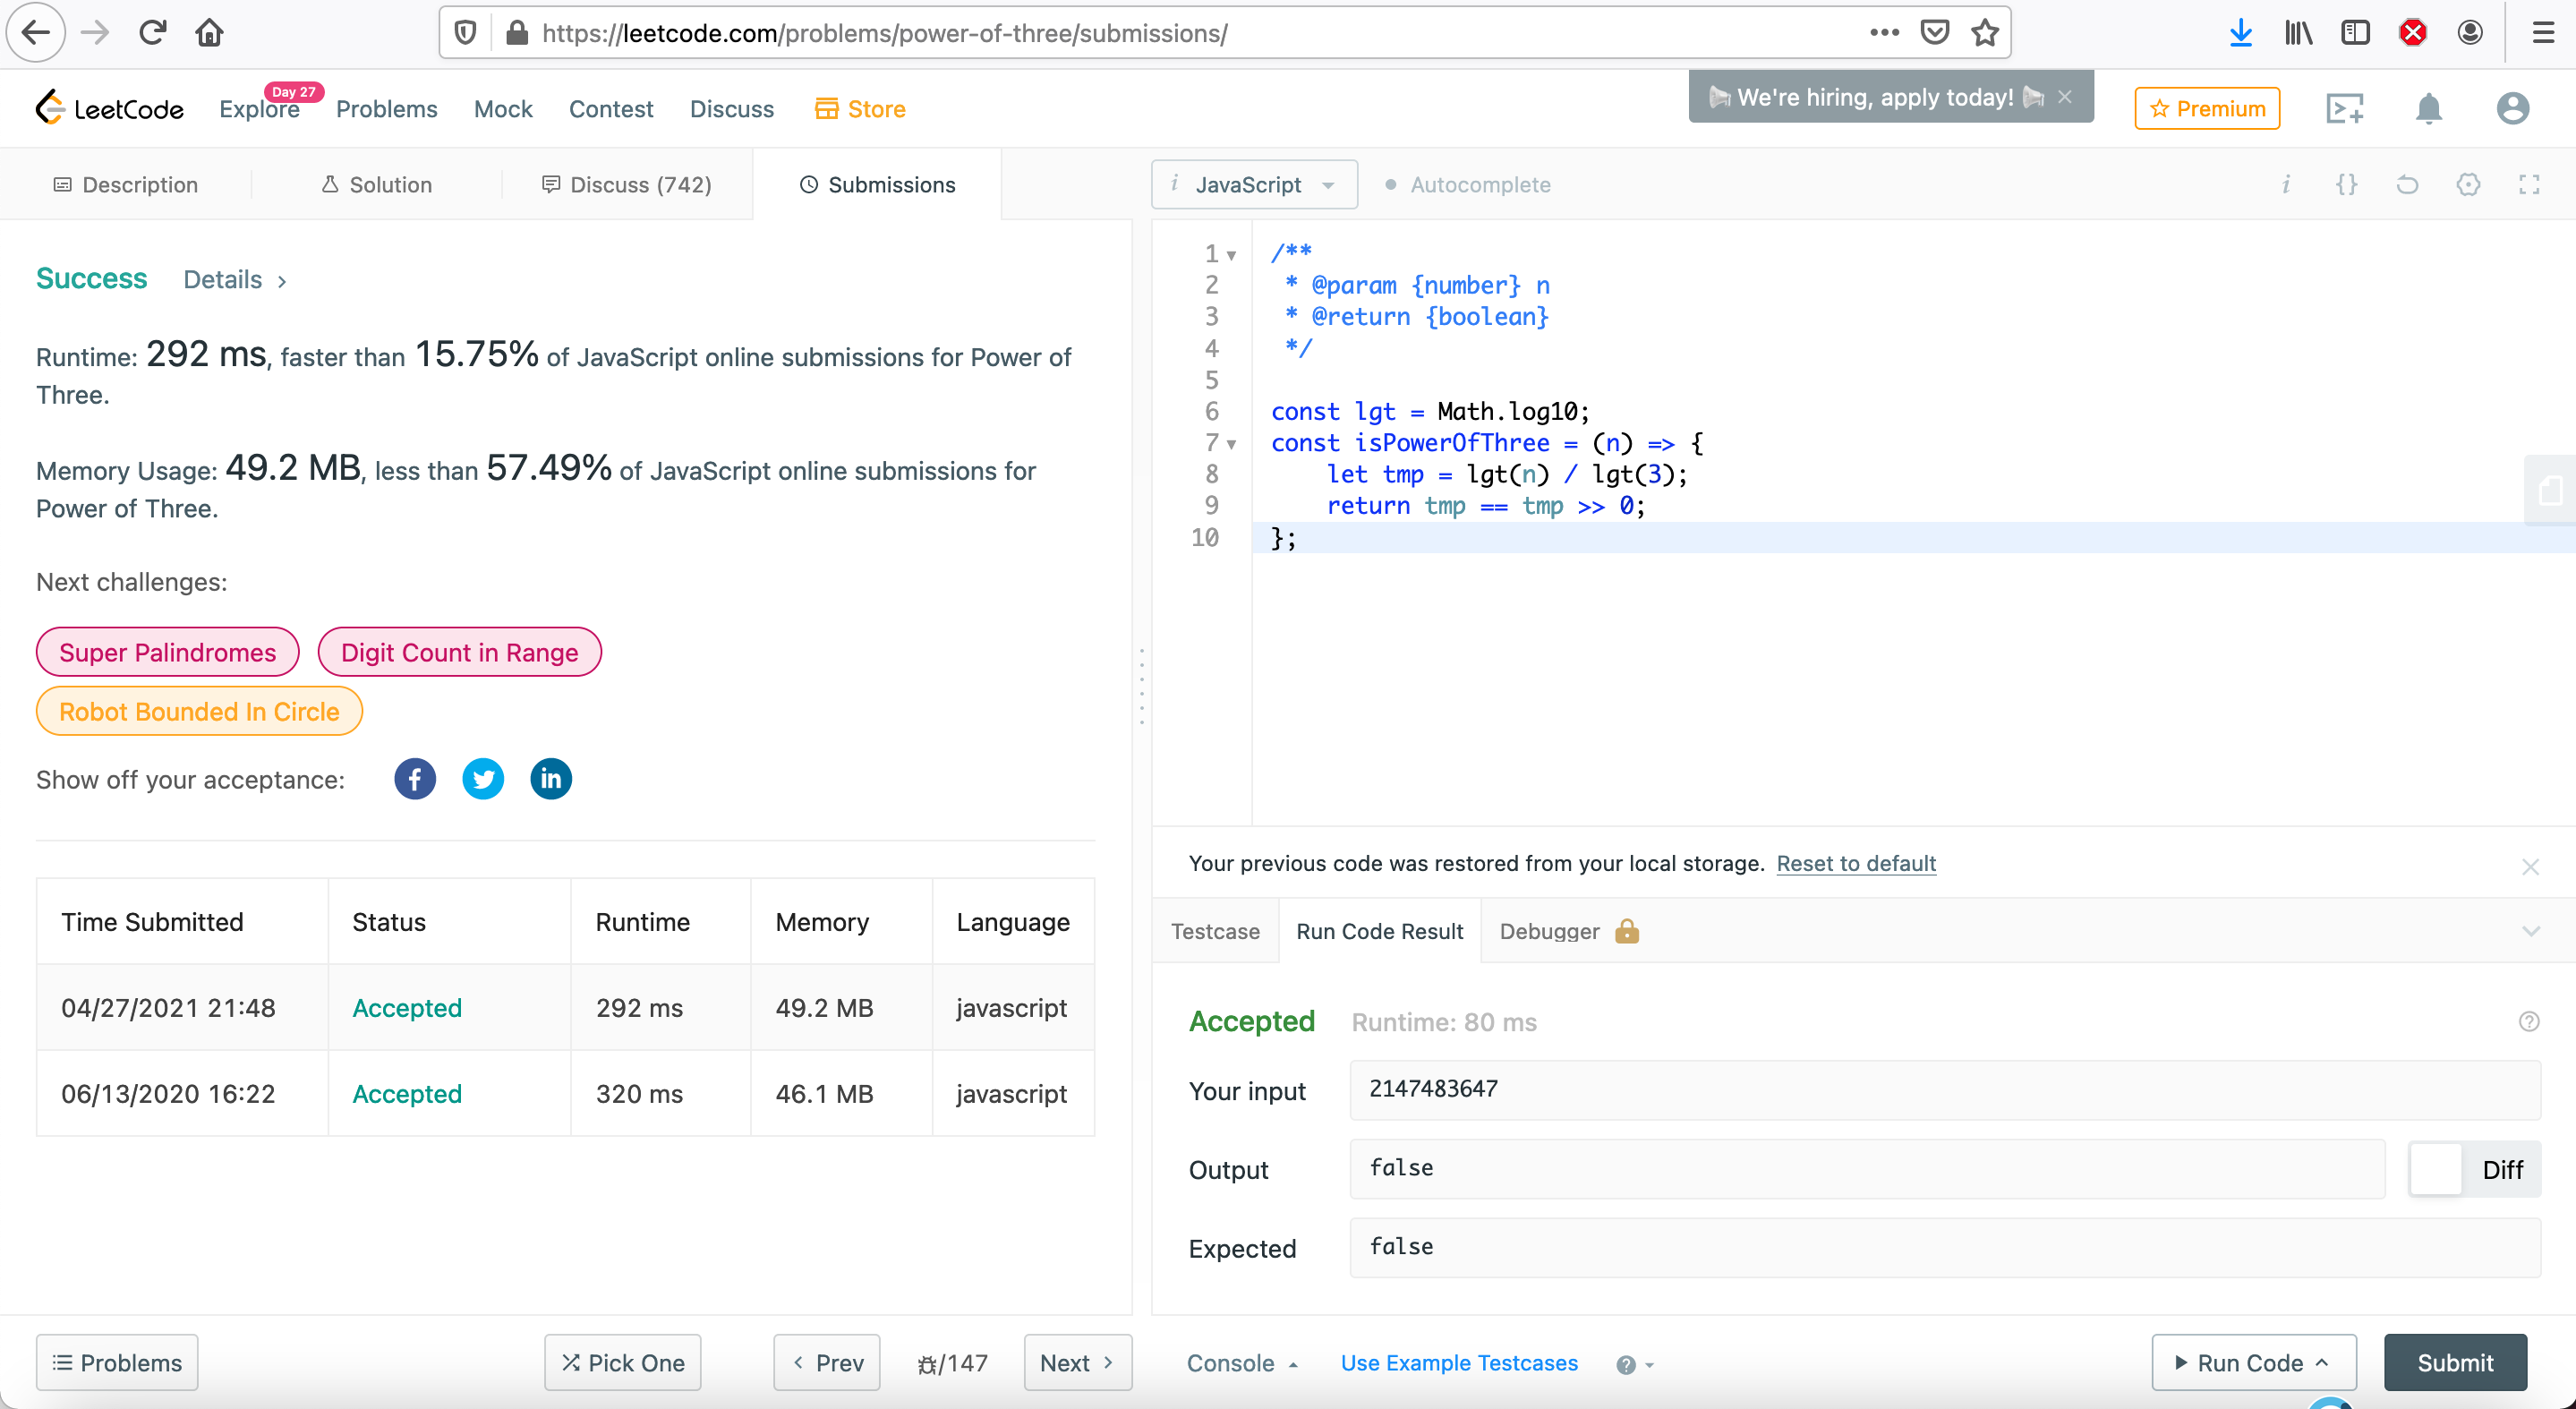 https://leetcode.com/problems/power-of-three/submissions/
LeetCode
Explore
Day 27
Problems
Mock
Contest
Discuss
Store
We're hiring, apply today!
Premium
Description
Solution
Discuss (742)
Submissions
Success
Details
Runtime: 292 ms, faster than 15.75% of JavaScript online submissions for Power of
Three.
Memory Usage: 49.2 MB, less than 57.49% of JavaScript online submissions for
Power of Three.
Next challenges:
Super Palindromes
Digit Count in Range
Robot Bounded In Circle
Show off your acceptance:
Time Submitted Status Runtime Memory Language
04/27/2021 21:48 Accepted 292 ms 49.2 MB javascript
06/13/2020 16:22 Accepted 320 ms 46.1 MB javascript
Problems
Pick One
Prev
/147
Next
i JavaScript
Autocomplete
i {}
1 /**
2  * @param {number} n
3  * @return {boolean}
4  */
5
6 const lgt = Math.log10;
7 const isPowerOfThree = (n) => {
8     let tmp = lgt(n) / lgt(3);
9     return tmp == tmp >> 0;
10 };
Your previous code was restored from your local storage. Reset to default
Testcase
Run Code Result
Debugger
Accepted Runtime: 80 ms
Your input 2147483647
Output false
Diff
Expected false
Console
Use Example Testcases
Run Code
Submit